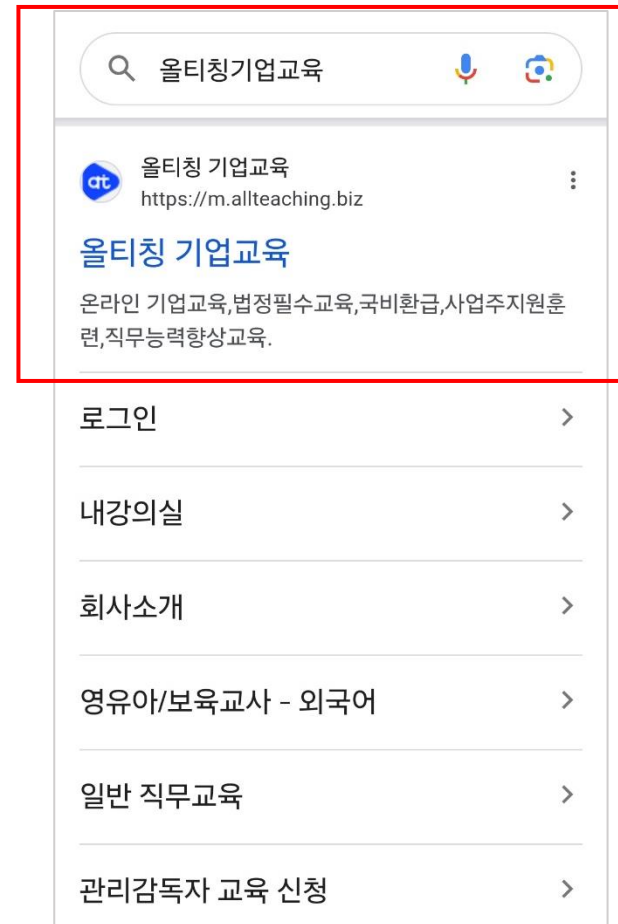 올티칭기업교육
at
올티칭 기업교육
https://m.allteaching.biz
올티칭 기업교육
온라인 기업교육,법정필수교육,국비환급,사업주지원훈
련,직무능력향상교육.
로그인
내강의실
회사소개
영유아/보육교사 - 외국어
일반 직무교육
관리감독자 교육 신청